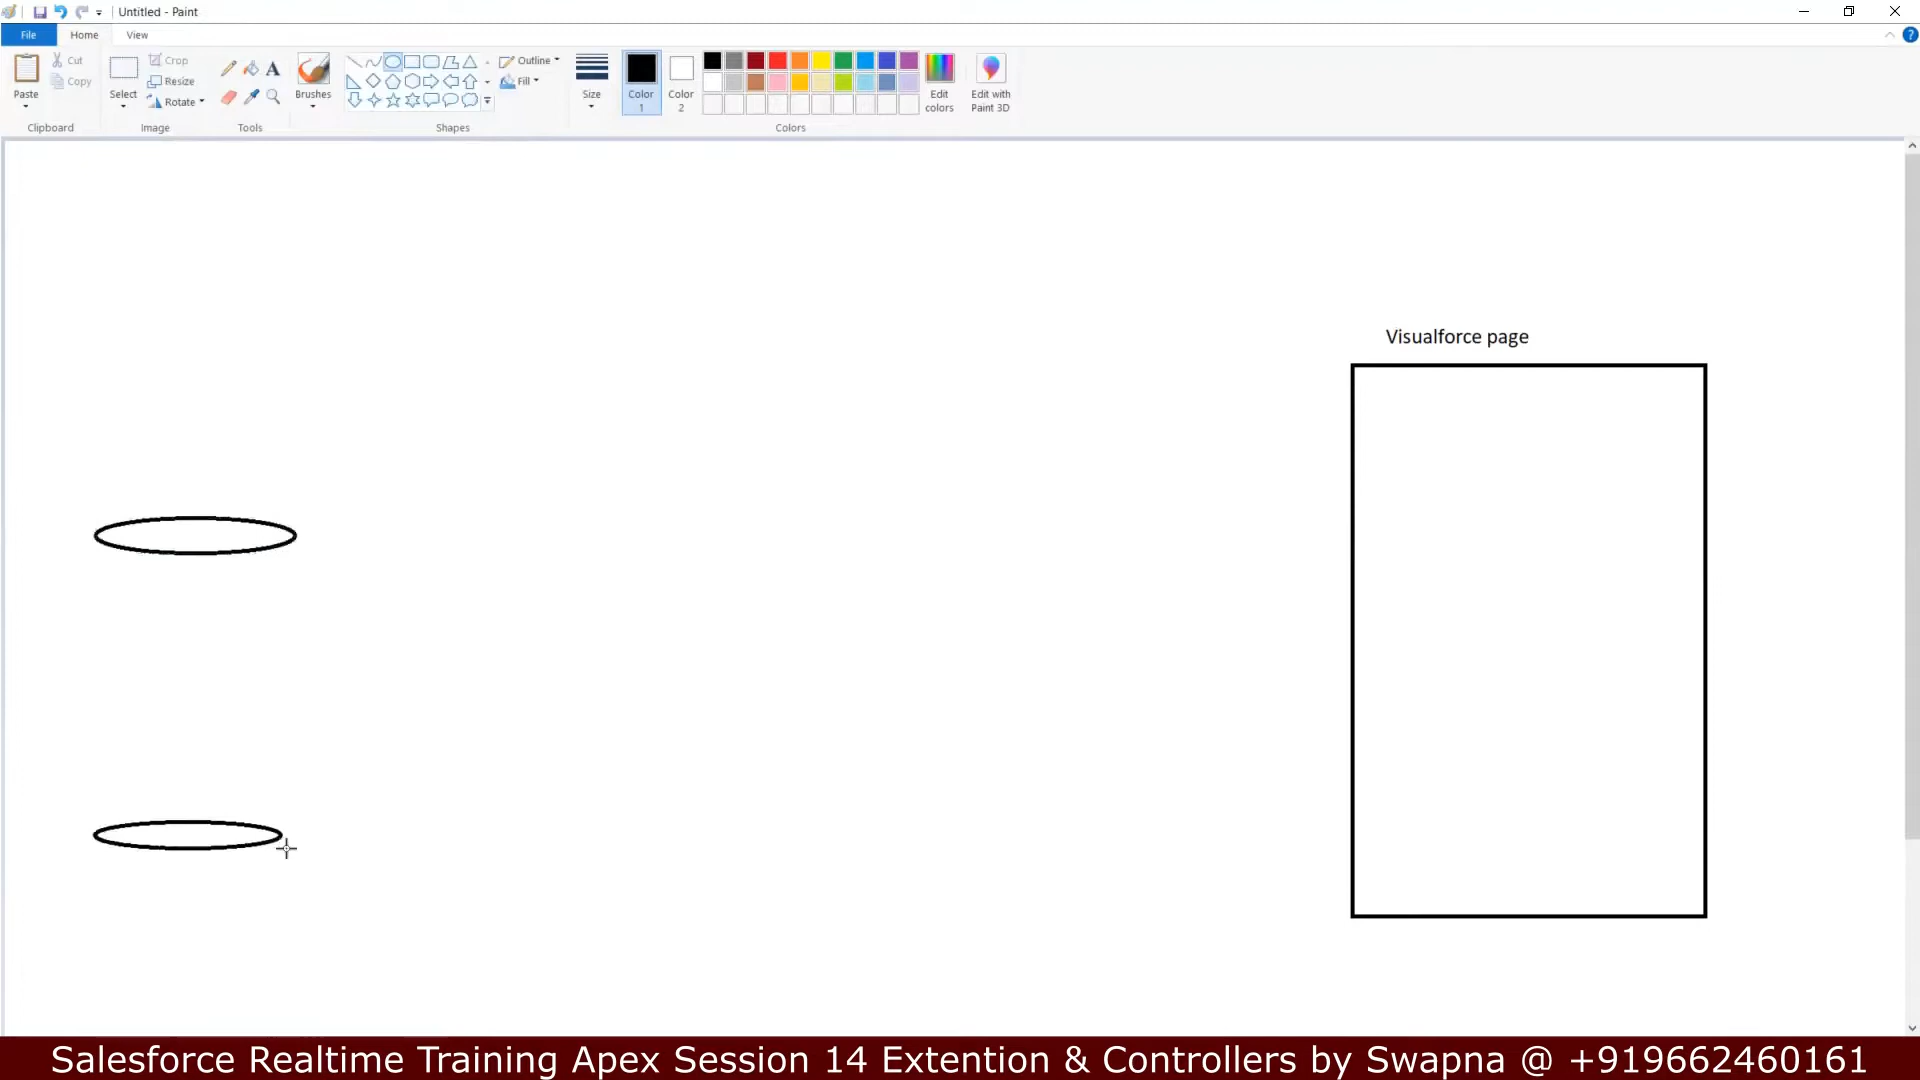 Untitled - Paint
File
Home
View
Paste
Cut
Copy
Clipboard
Select
Crop
Resize
Rotate
Image
A
Tools
Brushes
Shapes
Outline
Fill
Size
Color
1
Color
2
Edit
colors
Edit with
Paint 3D
Colors
?
Visualforce page
Salesforce Realtime Training Apex Session 14 Extention & Controllers by Swapna @ +919662460161